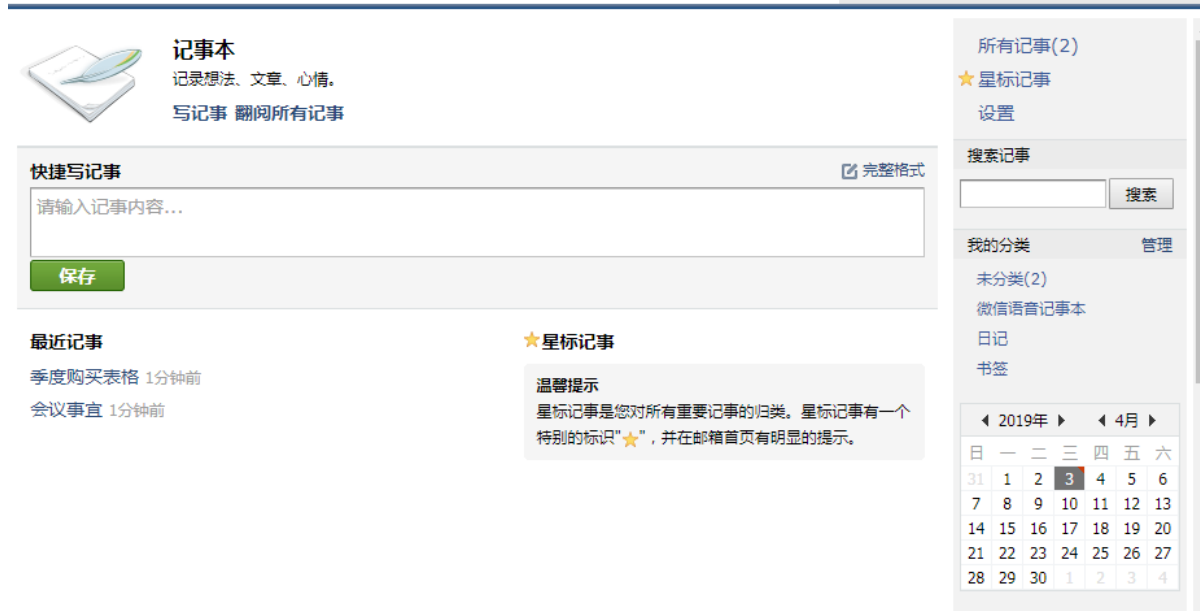 记事本
记录想法、文章、心情。
写记事 翻阅所有记事
快捷写记事 完整格式
请输入记事内容...
保存
最近记事
季度购买表格 1分钟前
会议事宜 1分钟前
星标记事
温馨提示
星标记事是您对所有重要记事的归类。星标记事有一个
特别的标识"⭐"，并在邮箱首页有明显的提示。
所有记事(2)
星标记事
设置
搜索记事
搜索
我的分类 管理
未分类(2)
微信语音记事本
日记
书签
2019年 4月
日 一 二 三 四 五 六
31 1 2 3 4 5 6
7 8 9 10 11 12 13
14 15 16 17 18 19 20
21 22 23 24 25 26 27
28 29 30 1 2 3 4